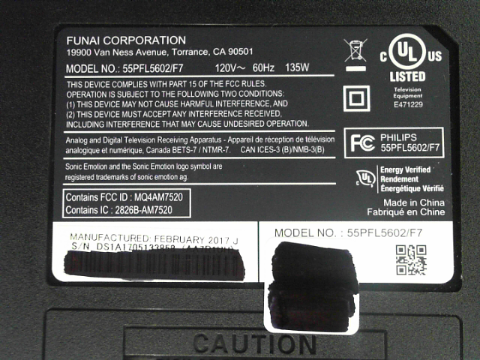 FUNAI CORPORATION
19900 Van Ness Avenue, Torrance, CA 90501
MODEL NO.: 55PFL5602/F7 120V~ 60Hz 135W
THIS DEVICE COMPLIES WITH PART 15 OF THE FCC RULES.
OPERATION IS SUBJECT TO THE FOLLOWING TWO CONDITIONS:
(1) THIS DEVICE MAY NOT CAUSE HARMFUL INTERFERENCE, AND
(2) THIS DEVICE MUST ACCEPT ANY INTERFERENCE RECEIVED,
INCLUDING INTERFERENCE THAT MAY CAUSE UNDESIRED OPERATION.
Analog and Digital Television Receiving Apparatus - Appareil de réception de télévision
analogique et numérique, Canada BETS-7 / NTMR-7. CAN ICES-3 (B)/NMB-3(B)
Sonic Emotion and the Sonic Emotion logo symbol are
registered trademarks of sonic emotion ag.
Contains FCC ID : MQ4AM7520
Contains IC : 2826B-AM7520
C UL US
LISTED
Television
Equipment
E471229
FC PHILIPS
55PFL5602/F7
UL Energy Verified
Rendement
Énergétique Vérifié
Made in China
Fabriqué en Chine
MANUFACTURED: FEBRUARY 2017 J
S/N
MODEL NO.: 55PFL5602/F7
CAUTION